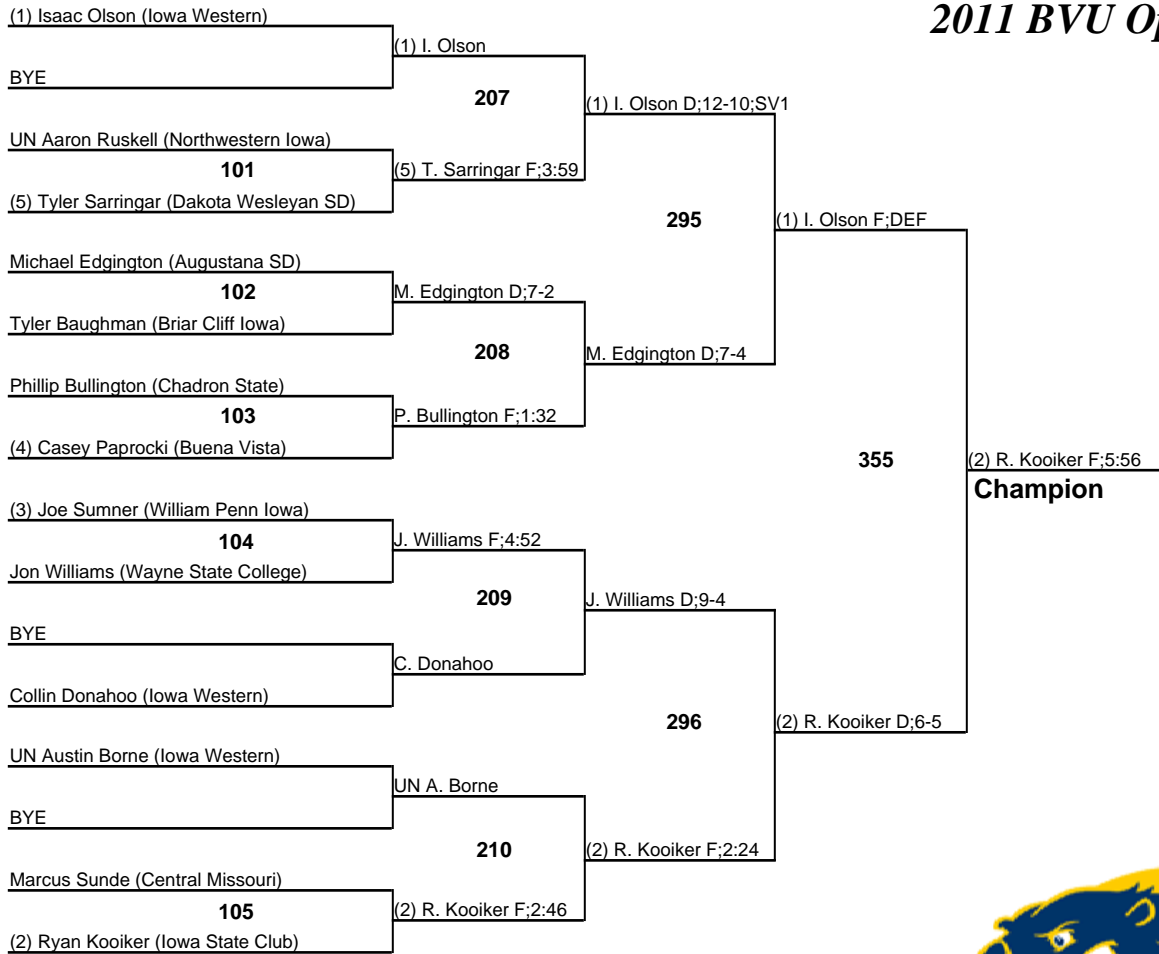 2011 BVU Op
(1) Isaac Olson (Iowa Western)
(1) I. Olson
BYE
207
(1) I. Olson D;12-10;SV1
UN Aaron Ruskell (Northwestern Iowa)
101
(5) T. Sarringar F;3:59
(5) Tyler Sarringar (Dakota Wesleyan SD)
295
(1) I. Olson F;DEF
Michael Edgington (Augustana SD)
102
M. Edgington D;7-2
Tyler Baughman (Briar Cliff Iowa)
208
M. Edgington D;7-4
Phillip Bullington (Chadron State)
103
P. Bullington F;1:32
(4) Casey Paprocki (Buena Vista)
355
(2) R. Kooiker F;5:56
Champion
(3) Joe Sumner (William Penn Iowa)
104
J. Williams F;4:52
Jon Williams (Wayne State College)
209
J. Williams D;9-4
BYE
C. Donahoo
Collin Donahoo (Iowa Western)
296
(2) R. Kooiker D;6-5
UN Austin Borne (Iowa Western)
UN A. Borne
BYE
210
(2) R. Kooiker F;2:24
Marcus Sunde (Central Missouri)
105
(2) R. Kooiker F;2:46
(2) Ryan Kooiker (Iowa State Club)